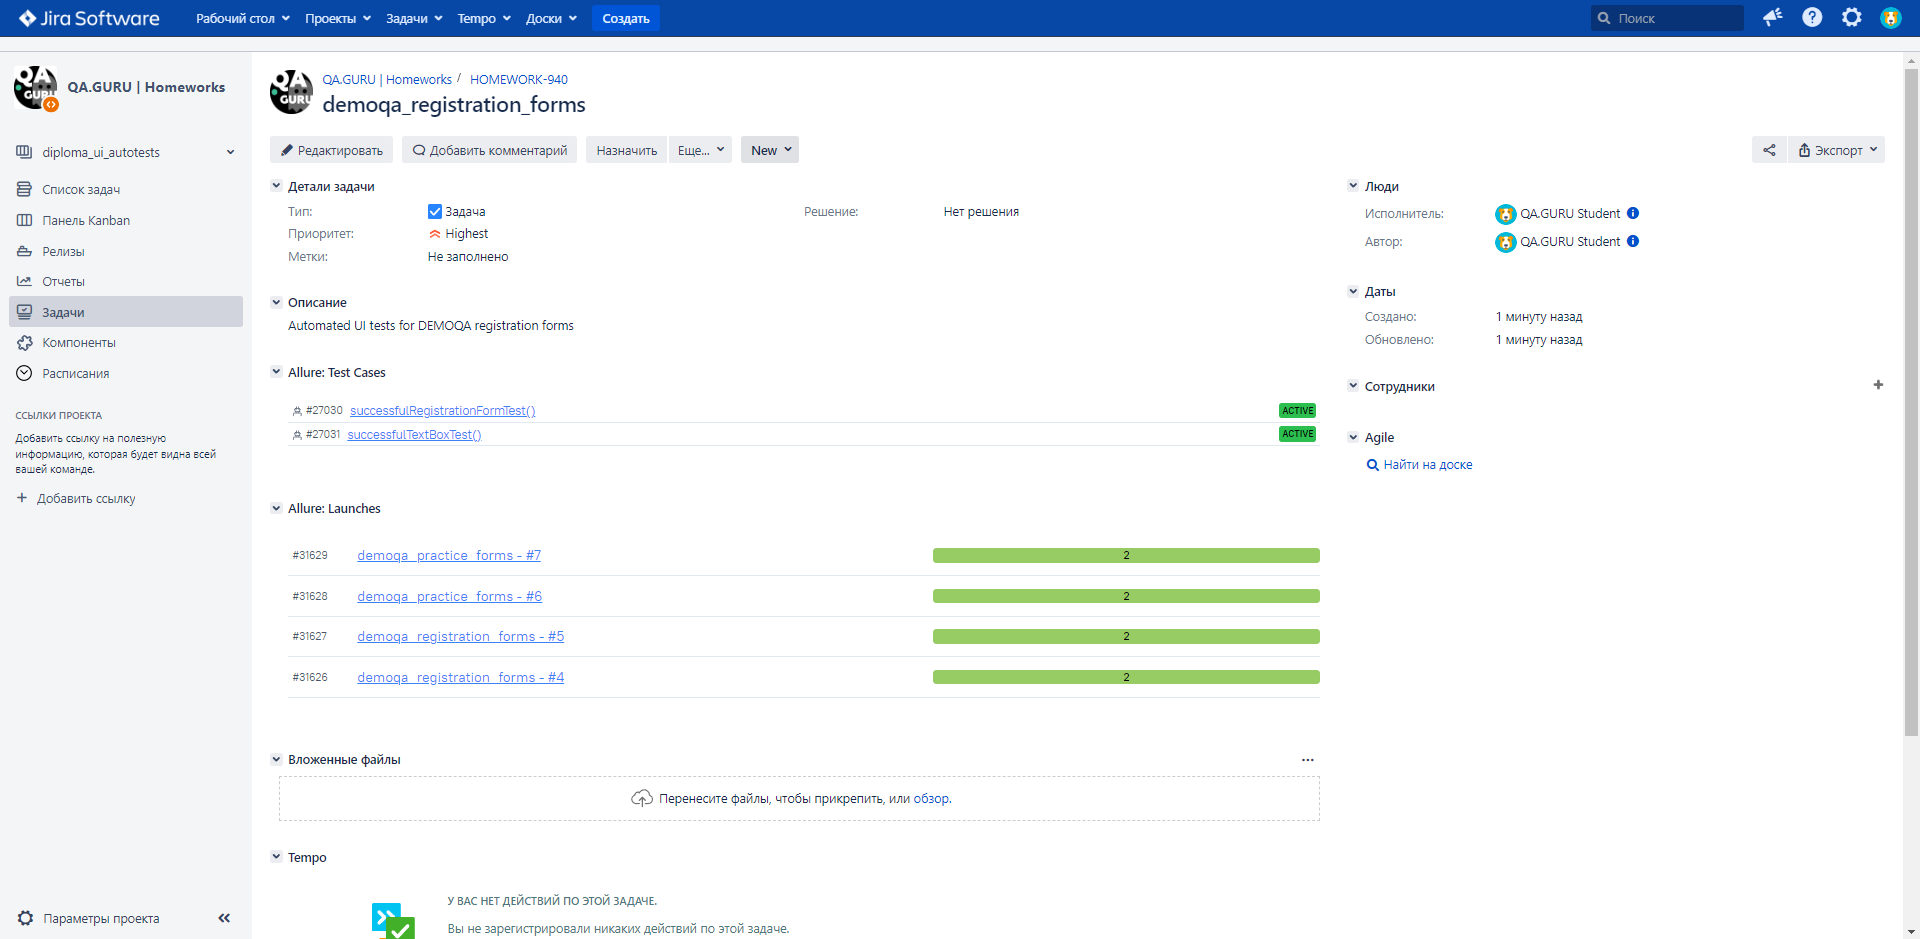 Jira Software Рабочий стол Проекты Задачи Tempo Доски Создать Поиск
QA.GURU | Homeworks
diploma_ui_autotests
Список задач
Панель Kanban
Релизы
Отчеты
Задачи
Компоненты
Расписания
ССЫЛКИ ПРОЕКТА
Добавить ссылку на полезную
информацию, которая будет видна всей
вашей команде.
Добавить ссылку
Параметры проекта
QA.GURU | Homeworks / HOMEWORK-940
demoqa_registration_forms
Редактировать Добавить комментарий Назначить Еще... New Экспорт
Детали задачи
Тип: Задача Решение: Нет решения
Приоритет: Highest
Метки: Не заполнено
Описание
Automated UI tests for DEMOQA registration forms
Allure: Test Cases
#27030 successfulRegistrationFormTest() ACTIVE
#27031 successfulTextBoxTest() ACTIVE
Allure: Launches
#31629 demoqa_practice_forms - #7 2
#31628 demoqa_practice_forms - #6 2
#31627 demoqa_registration_forms - #5 2
#31626 demoqa_registration_forms - #4 2
Вложенные файлы
Перенесите файлы, чтобы прикрепить, или обзор.
Tempo
У ВАС НЕТ ДЕЙСТВИЙ ПО ЭТОЙ ЗАДАЧЕ.
Вы не зарегистрировали никаких действий по этой задаче.
Люди
Исполнитель: QA.GURU Student
Автор: QA.GURU Student
Даты
Создано: 1 минуту назад
Обновлено: 1 минуту назад
Сотрудники
Agile
Найти на доске